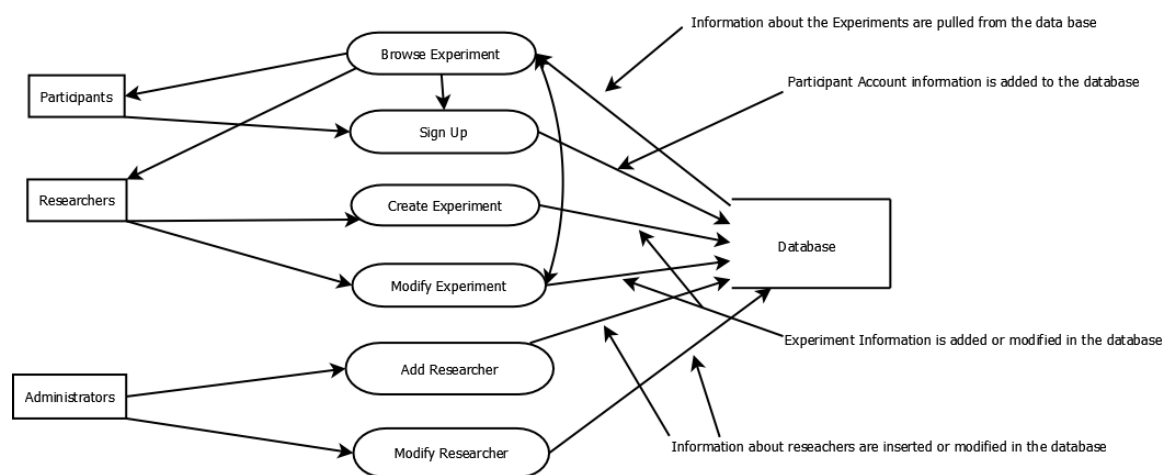 Information about the Experiments are pulled from the data base
Browse Experiment
Participant Account information is added to the database
Participants
Sign Up
Researchers
Create Experiment
Database
Modify Experiment
Experiment Information is added or modified in the database
Add Researcher
Administrators
Modify Researcher
Information about reseachers are inserted or modified in the database